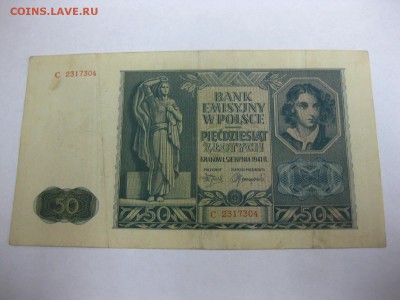 COINS.LAVE.RU
C 2317304
BANK
EMISYJNY
W POLSCE
PIĘĆDZIESIĄT
ZŁOTYCH
KRAKÓW 1. SIERPNIA 1941 R.
50
50
C 2317304
50